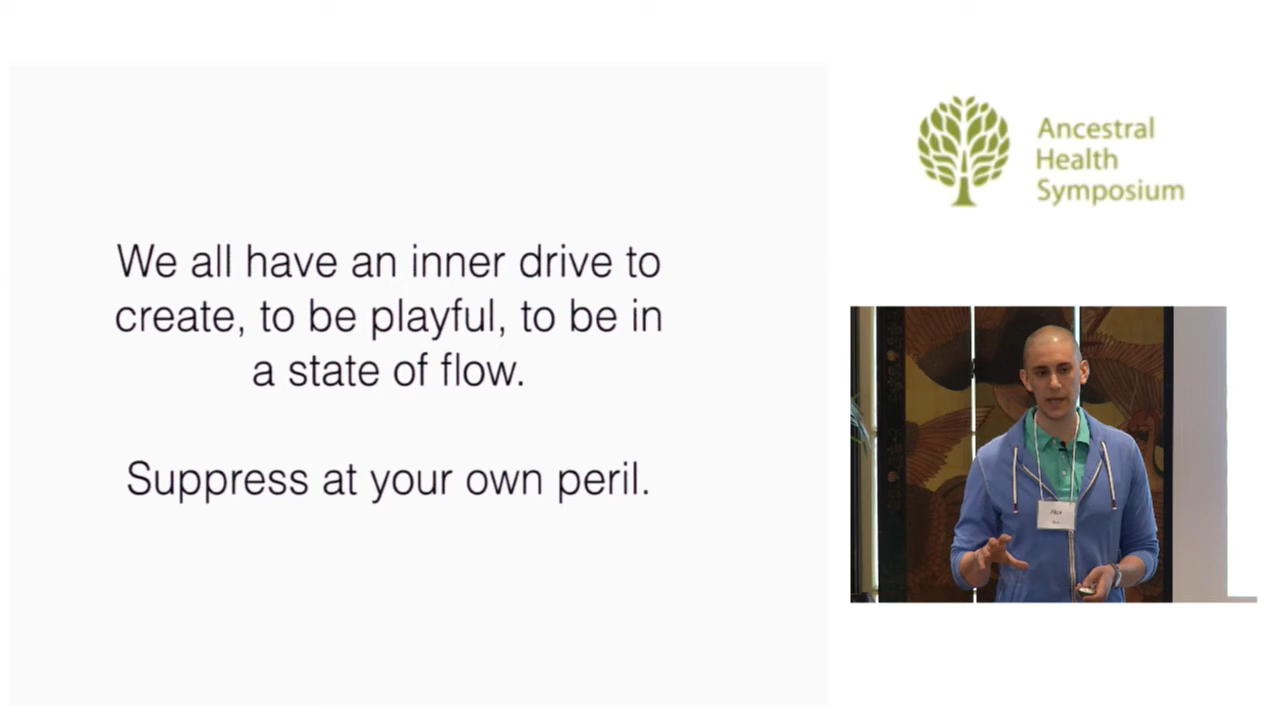 We all have an inner drive to
create, to be playful, to be in
a state of flow.
Suppress at your own peril.
Ancestral
Health
Symposium